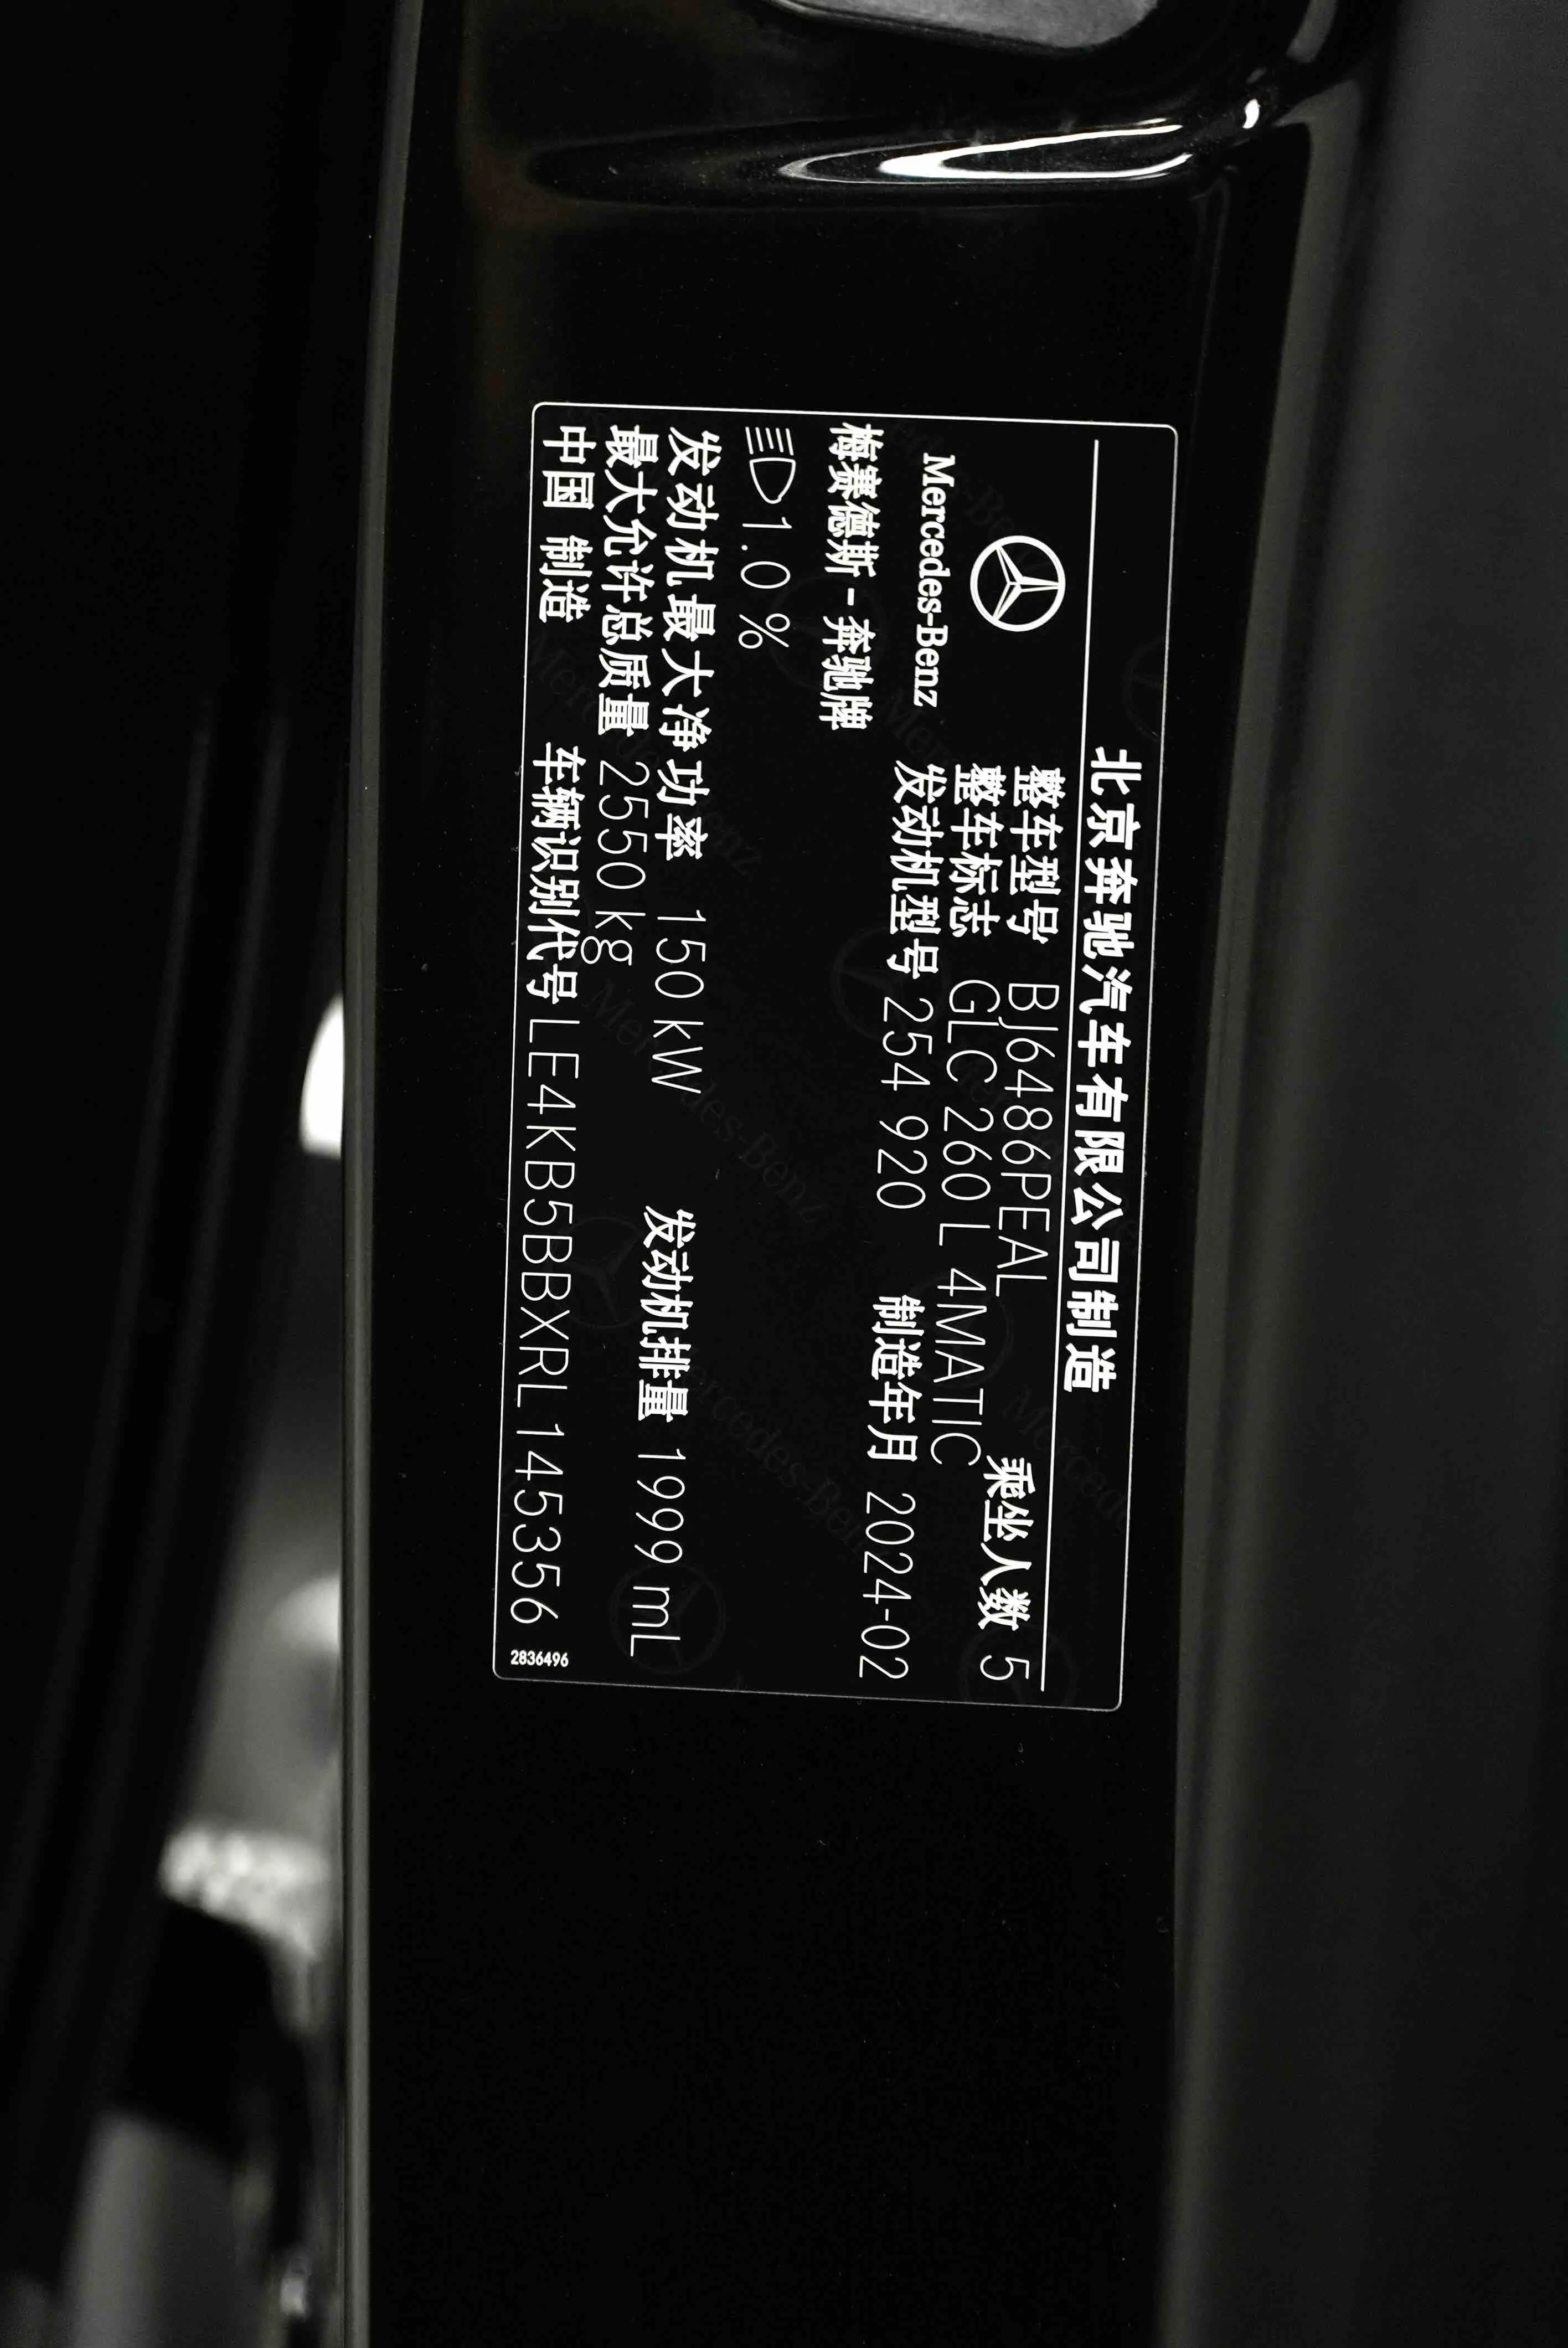 北京奔驰汽车有限公司制造
Mercedes-Benz
整车型号 BJ6486PEAL 乘坐人数 5
整车标志 GLC 260 L 4MATIC
发动机型号 254 920 制造年月 2024-02
梅赛德斯-奔驰牌
1.0 %
发动机最大净功率 150 kW 发动机排量 1999 mL
最大允许总质量 2550 kg
中国 制造 车辆识别代号 LE4KB5BBXRL145356
2836496